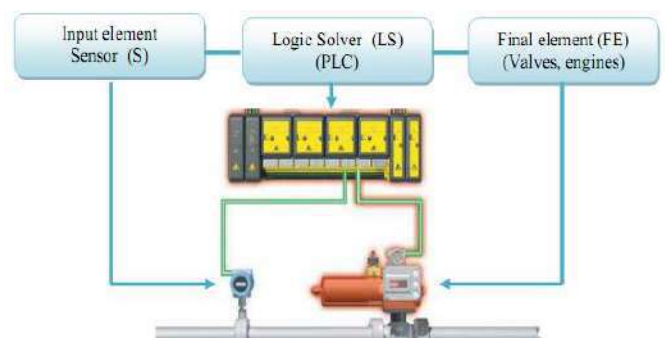 Input element
Sensor (S)
Logic Solver (LS)
(PLC)
Final element (FE)
(Valves, engines)